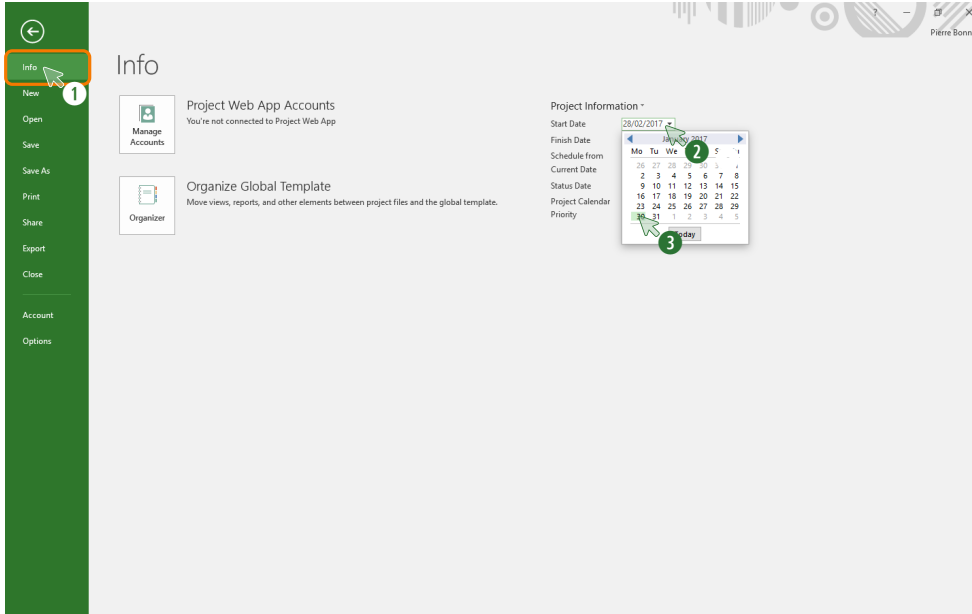 ?
Pierre Bonn
Info
New
Open
Save
Save As
Print
Share
Export
Close
Account
Options
1
Info
Manage Accounts
Project Web App Accounts
You're not connected to Project Web App
Organizer
Organize Global Template
Move views, reports, and other elements between project files and the global template.
Project Information
Start Date 28/02/2017
Finish Date
Schedule from
Current Date
Status Date
Project Calendar
Priority
2
January 2017
Mo Tu We
26 27 28 29 30
2 3 4 5 6 7 8
9 10 11 12 13 14 15
16 17 18 19 20 21 22
23 24 25 26 27 28 29
30 31 1 2 3 4 5
Today
3